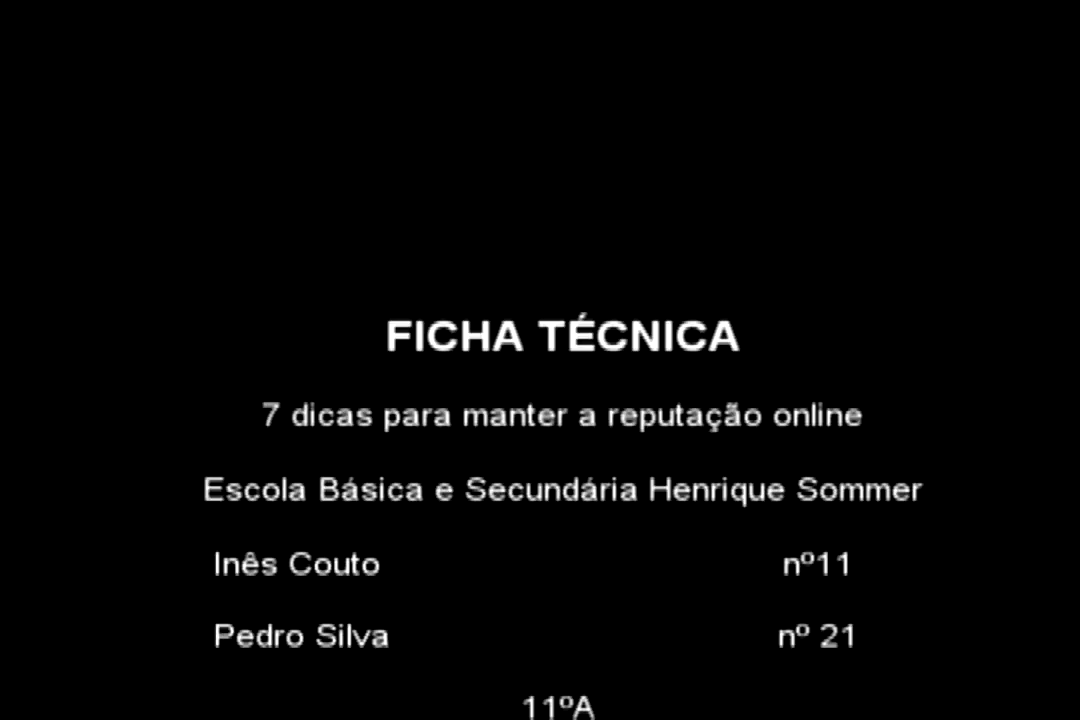 FICHA TÉCNICA
7 dicas para manter a reputação online
Escola Básica e Secundária Henrique Sommer
Inês Couto nº11
Pedro Silva nº 21
11ºA